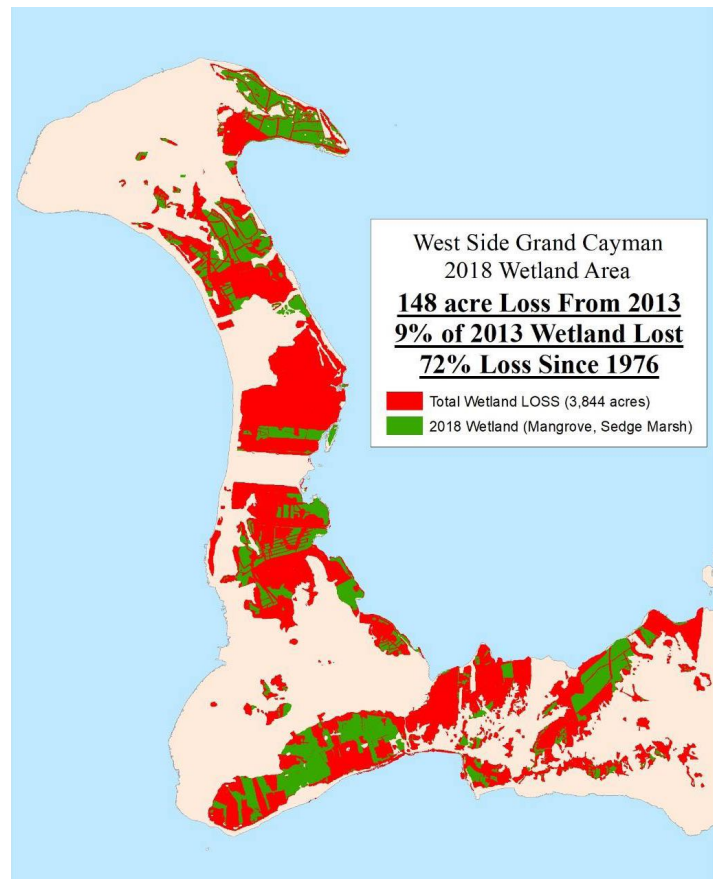 West Side Grand Cayman
2018 Wetland Area
148 acre Loss From 2013
9% of 2013 Wetland Lost
72% Loss Since 1976
Total Wetland LOSS (3,844 acres)
2018 Wetland (Mangrove, Sedge Marsh)